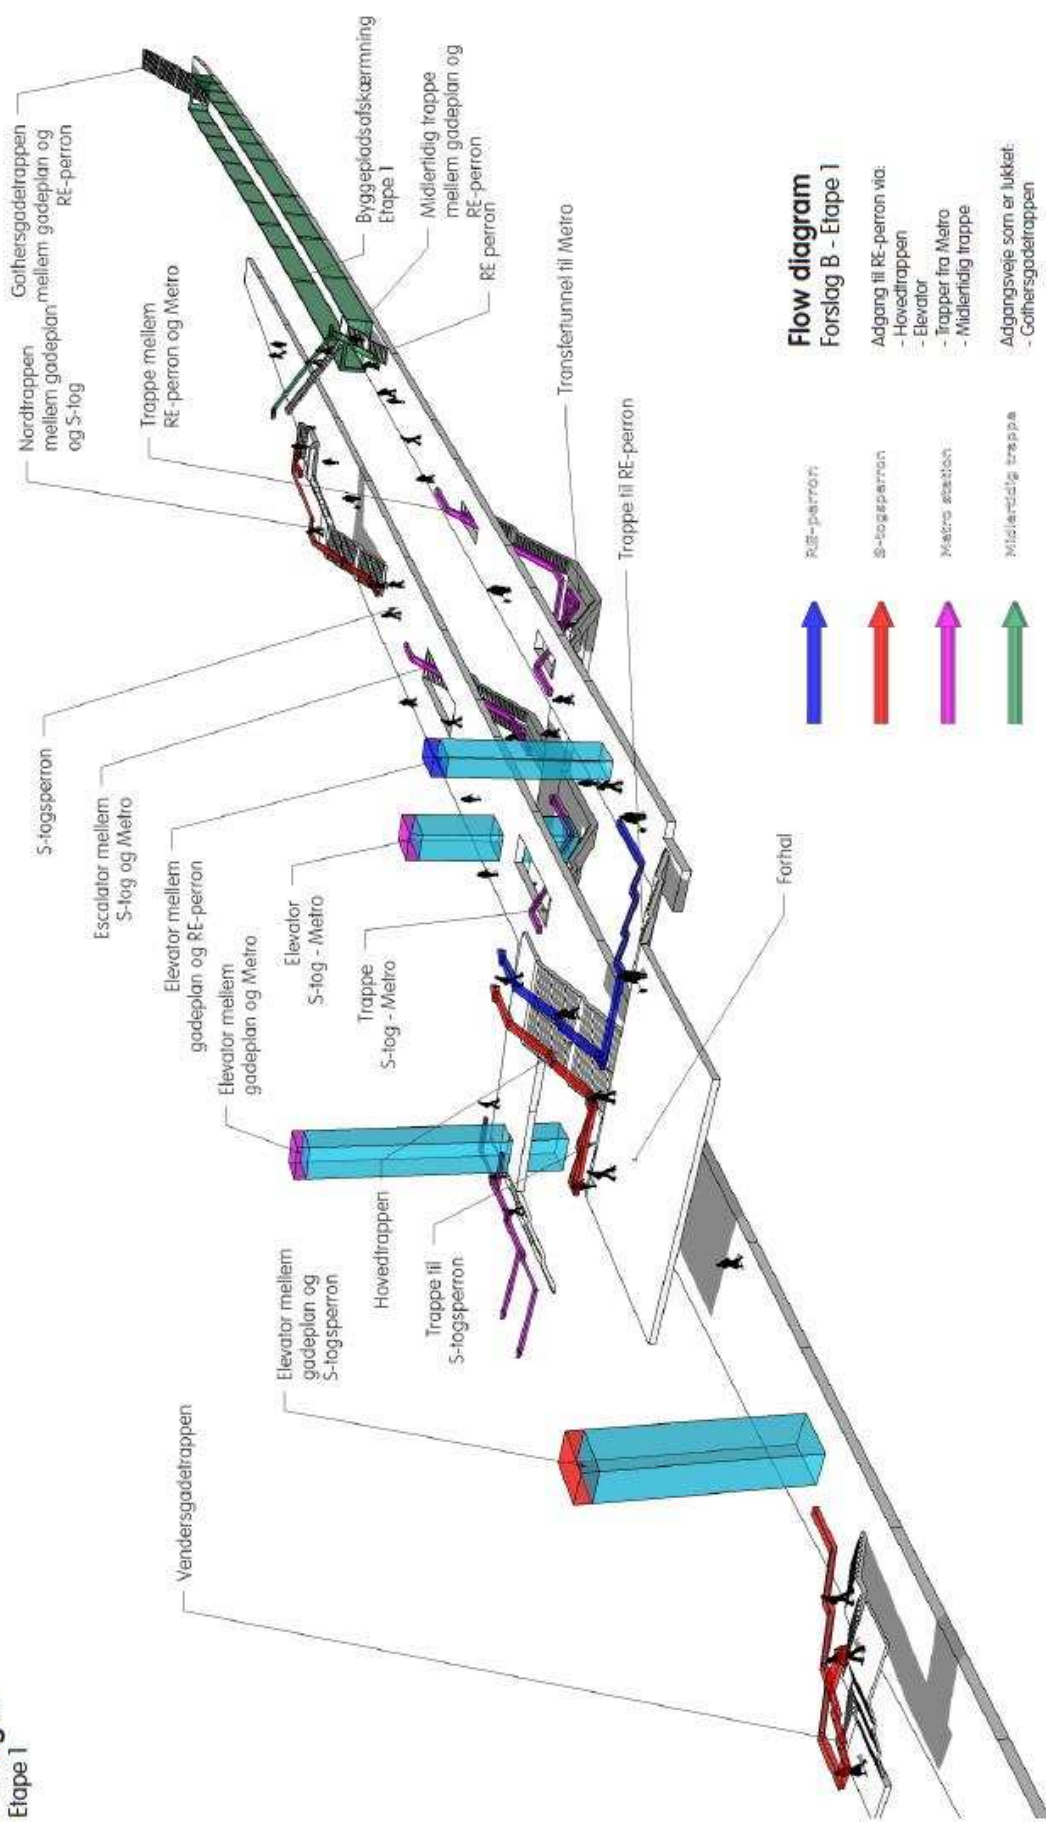 Etape 1
Vendersgadetrappen
Elevator mellem
gadeplan og
S-togsperron
Trappe til
S-togsperron
Hovedtrappen
Elevator mellem
gadeplan og Metro
Trappe
S-tog - Metro
Elevator
S-tog - Metro
Elevator mellem
gadeplan og RE-perron
Escalator mellem
S-tog og Metro
S-togsperron
Nordtrappen
mellem gadeplan
og S-tog
Trappe mellem
RE-perron og Metro
Gothersgadetrappen
mellem gadeplan og
RE-perron
Byggepladsafskærmning
Etape 1
Midlertidig trappe
mellem gadeplan og
RE-perron
RE perron
Transfertunnel til Metro
Trappe til RE-perron
Forhal
RE-perron
S-togsperron
Metro station
Midlertidig trappe
Flow diagram
Forslag B - Etape 1
Adgang til RE-perron via:
- Hovedtrappen
- Elevator
- Trapper fra Metro
- Midlertidig trappe
Adgangsveje som er lukket:
- Gothersgadetrappen